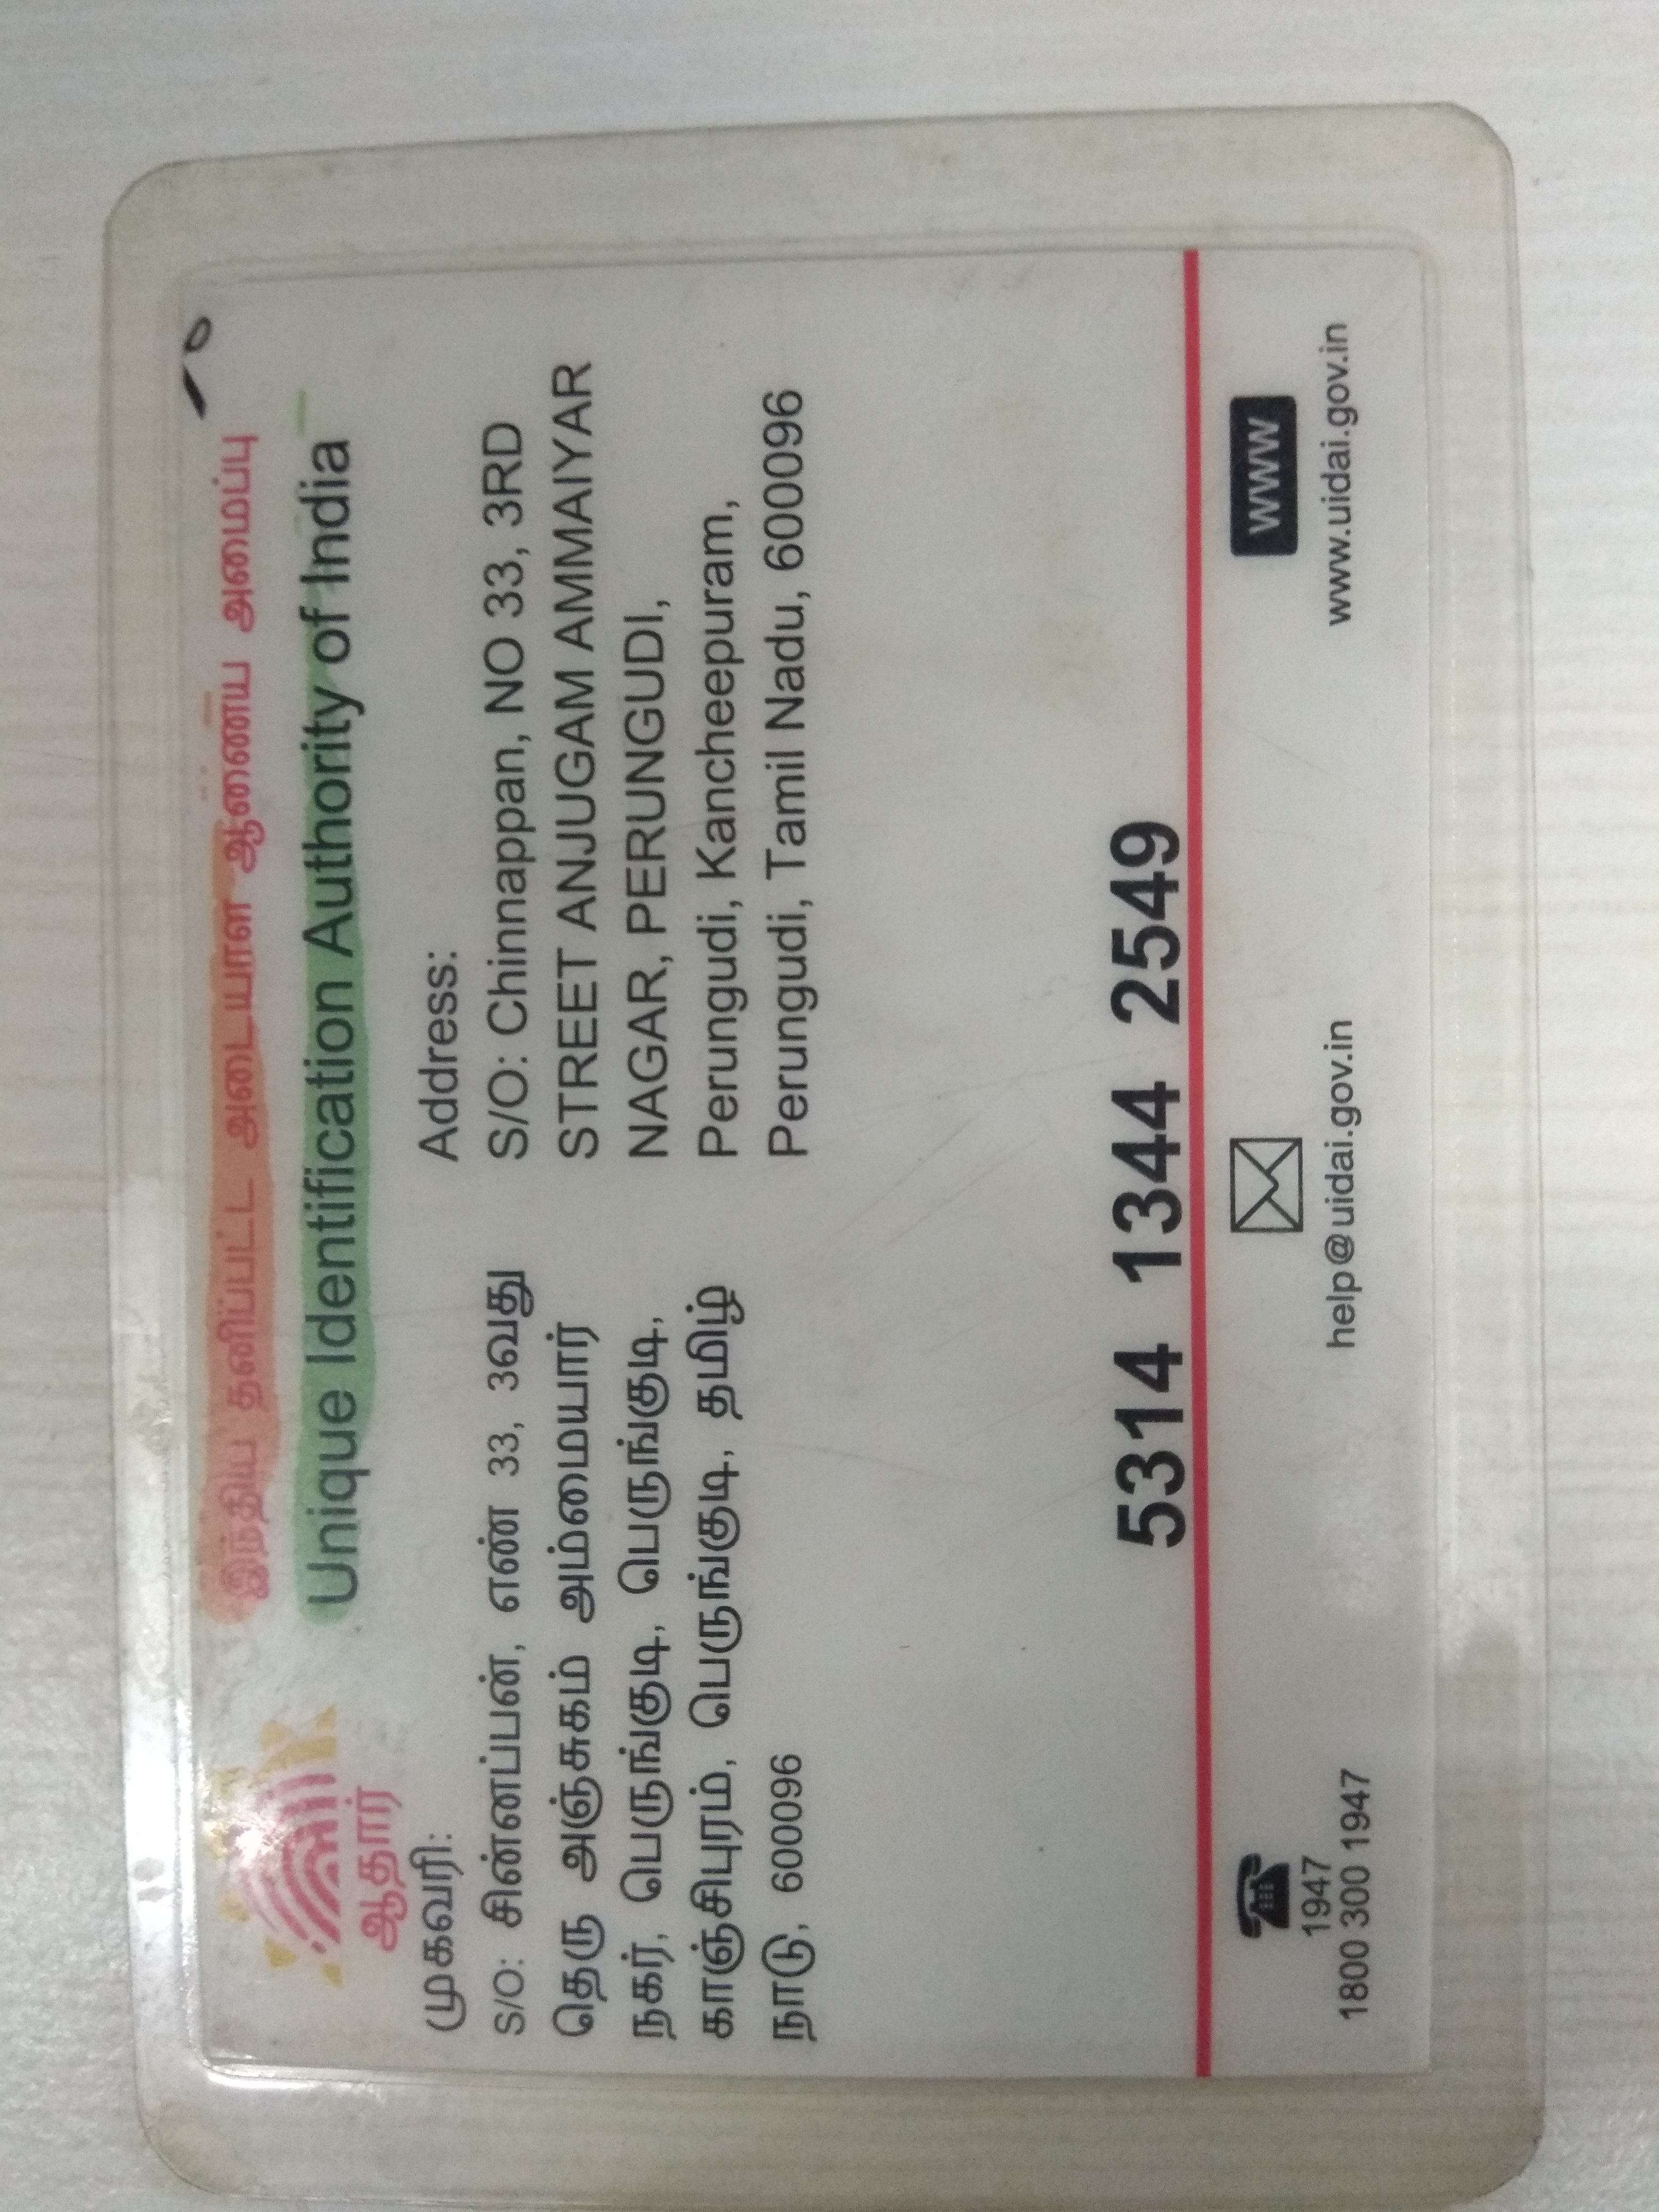 இந்திய தனிப்பட்ட அடையாள ஆணைய அமைப்பு
Unique Identification Authority of India
ஆதார்
முகவரி:
S/O: சின்னப்பன், எண் 33, 3வது
தெரு அஞ்சுகம் அம்மையார்
நகர், பெருங்குடி, பெருங்குடி,
காஞ்சிபுரம், பெருங்குடி, தமிழ்
நாடு, 600096
Address:
S/O: Chinnappan, NO 33, 3RD
STREET ANJUGAM AMMAIYAR
NAGAR, PERUNGUDI,
Perungudi, Kancheepuram,
Perungudi, Tamil Nadu, 600096
5314 1344 2549
1947
1800 300 1947
help@uidai.gov.in
WWW
www.uidai.gov.in